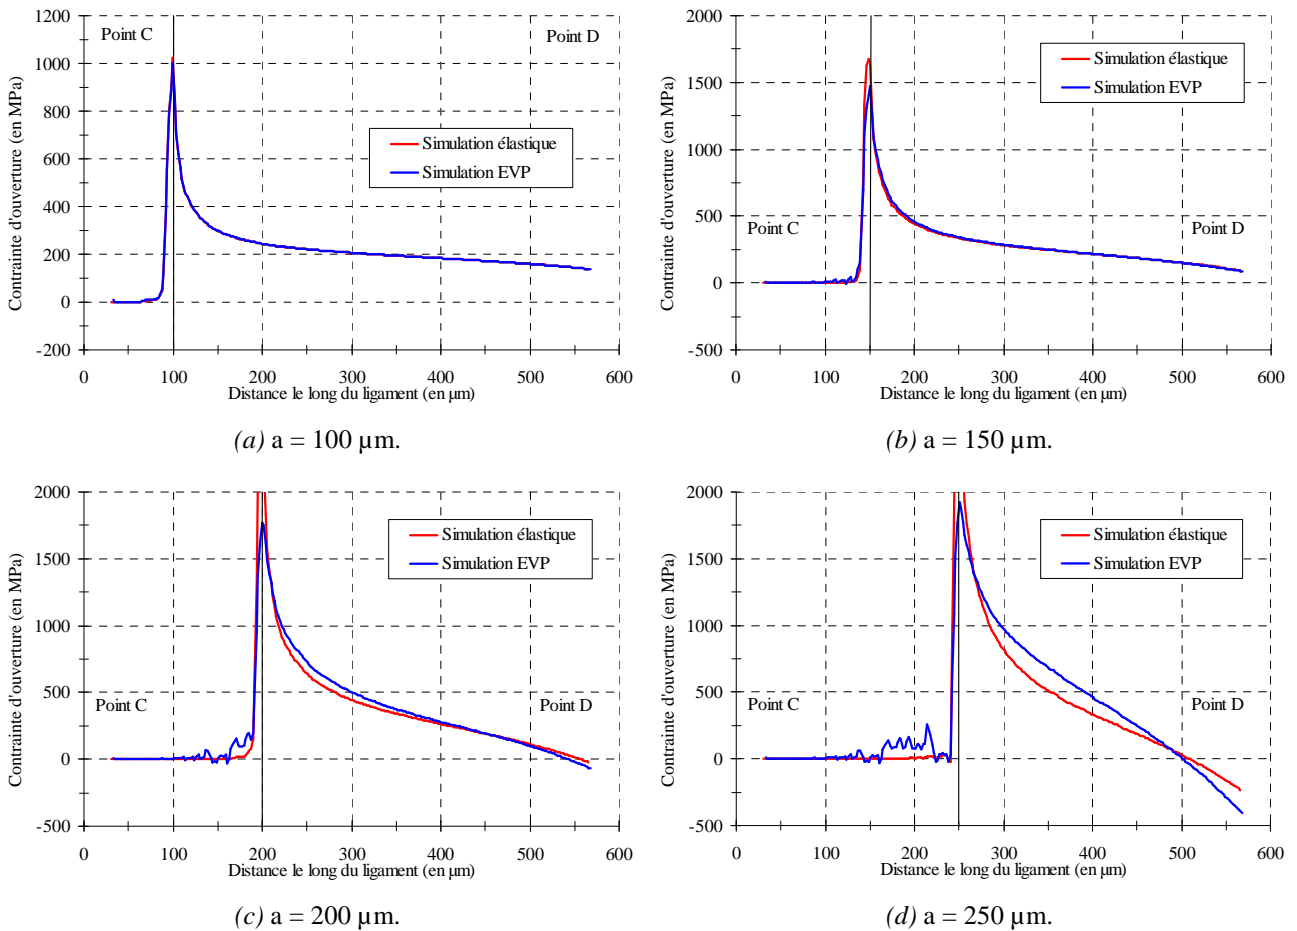 1200
1000
800
600
400
200
0
-200
Contrainte d'ouverture (en MPa)
Point C
Point D
Simulation élastique
Simulation EVP
0 100 200 300 400 500 600
Distance le long du ligament (en µm)
(a) a = 100 µm.
2000
1500
1000
500
0
-500
Contrainte d'ouverture (en MPa)
Simulation élastique
Simulation EVP
Point C
Point D
0 100 200 300 400 500 600
Distance le long du ligament (en µm)
(b) a = 150 µm.
2000
1500
1000
500
0
-500
Contrainte d'ouverture (en MPa)
Simulation élastique
Simulation EVP
Point C
Point D
0 100 200 300 400 500 600
Distance le long du ligament (en µm)
(c) a = 200 µm.
2000
1500
1000
500
0
-500
Contrainte d'ouverture (en MPa)
Simulation élastique
Simulation EVP
Point C
Point D
0 100 200 300 400 500 600
Distance le long du ligament (en µm)
(d) a = 250 µm.